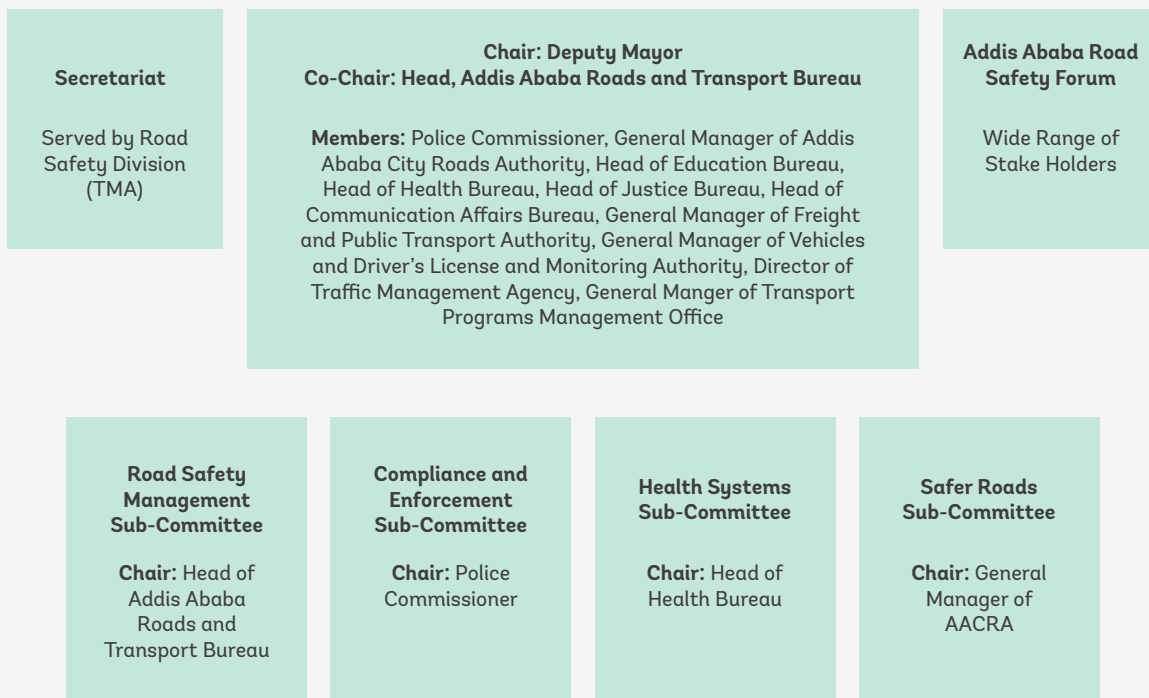 Secretariat
Served by Road
Safety Division
(TMA)
Chair: Deputy Mayor
Co-Chair: Head, Addis Ababa Roads and Transport Bureau
Members: Police Commissioner, General Manager of Addis
Ababa City Roads Authority, Head of Education Bureau,
Head of Health Bureau, Head of Justice Bureau, Head of
Communication Affairs Bureau, General Manager of Freight
and Public Transport Authority, General Manager of Vehicles
and Driver's License and Monitoring Authority, Director of
Traffic Management Agency, General Manger of Transport
Programs Management Office
Addis Ababa Road
Safety Forum
Wide Range of
Stake Holders
Road Safety
Management
Sub-Committee
Chair: Head of
Addis Ababa
Roads and
Transport Bureau
Compliance and
Enforcement
Sub-Committee
Chair: Police
Commissioner
Health Systems
Sub-Committee
Chair: Head of
Health Bureau
Safer Roads
Sub-Committee
Chair: General
Manager of
AACRA